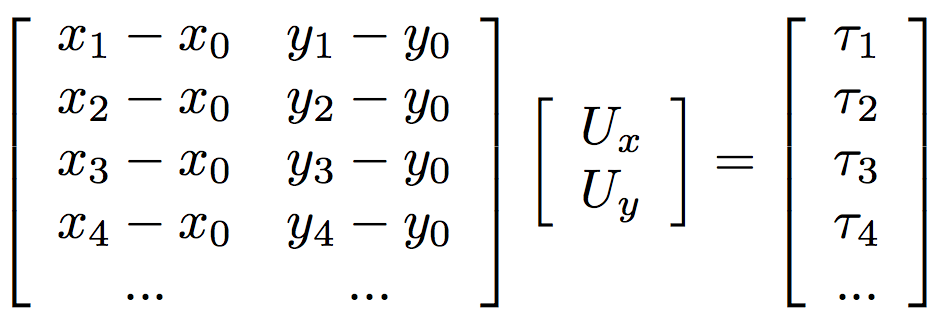 x₁ − x₀ y₁ − y₀
x₂ − x₀ y₂ − y₀
x₃ − x₀ y₃ − y₀
x₄ − x₀ y₄ − y₀
... ...
Uₓ
U_y
=
τ₁
τ₂
τ₃
τ₄
...